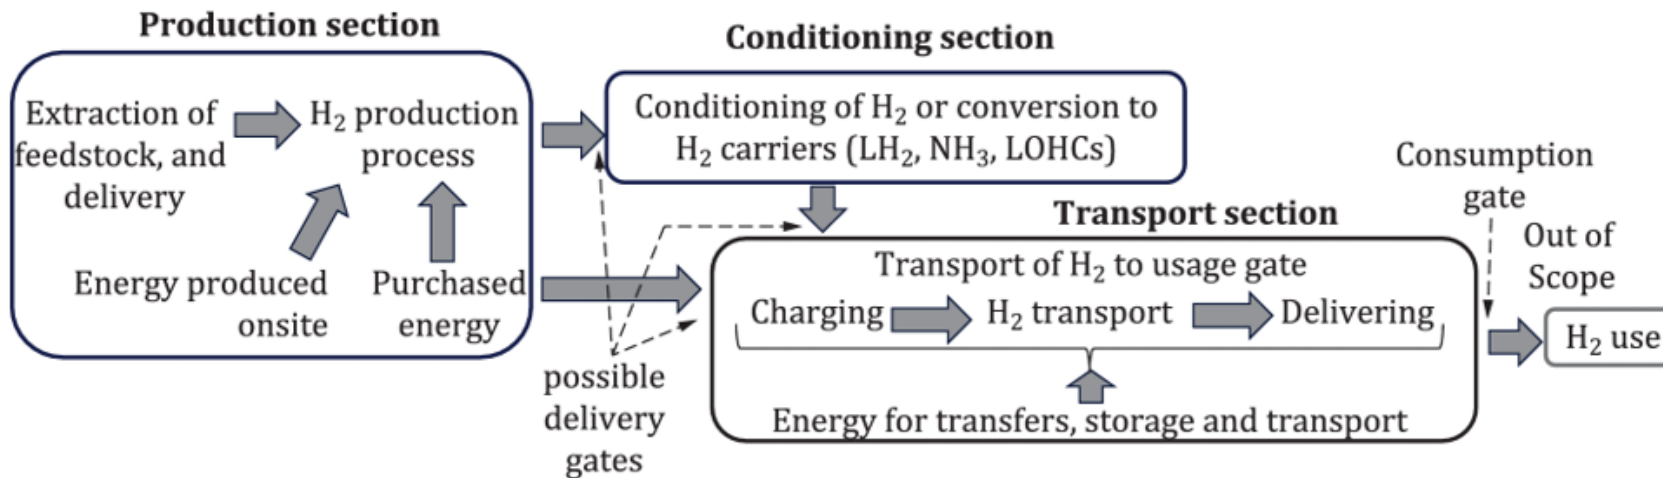 Production section
Extraction of
feedstock, and
delivery
H₂ production
process
Energy produced
onsite
Purchased
energy
Conditioning section
Conditioning of H₂ or conversion to
H₂ carriers (LH₂, NH₃, LOHCs)
possible
delivery
gates
Transport section
Transport of H₂ to usage gate
Charging
H₂ transport
Delivering
Energy for transfers, storage and transport
Consumption
gate
Out of
Scope
H₂ use